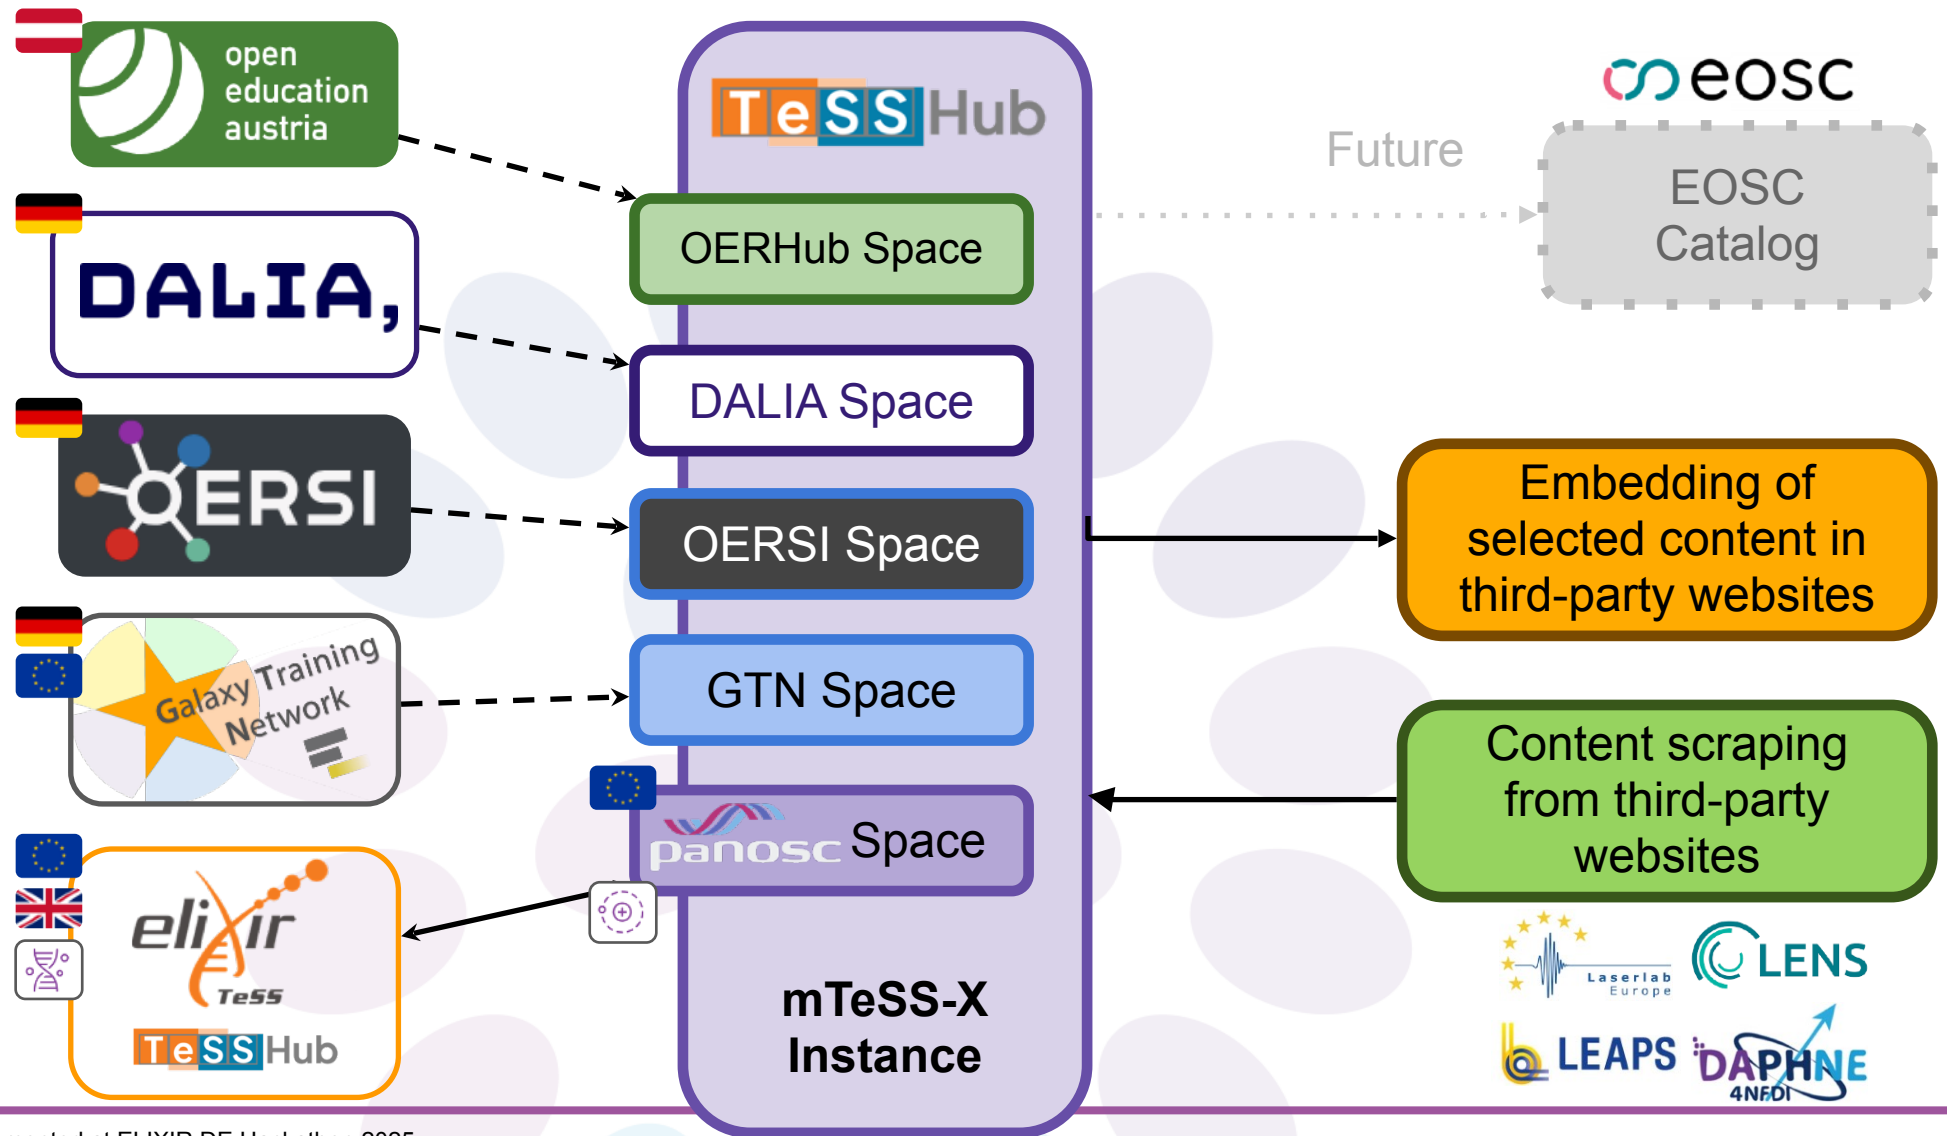 open
education
austria
DALIA,
OERSI
Galaxy Training
Network
elixir
TeSS
TeSS Hub
TeSS Hub
OERHub Space
DALIA Space
OERSI Space
GTN Space
panosc Space
mTeSS-X
Instance
Future
eosc
EOSC
Catalog
Embedding of
selected content in
third-party websites
Content scraping
from third-party
websites
Laserlab
Europe
LENS
LEAPS
DAPHNE
4NFDI